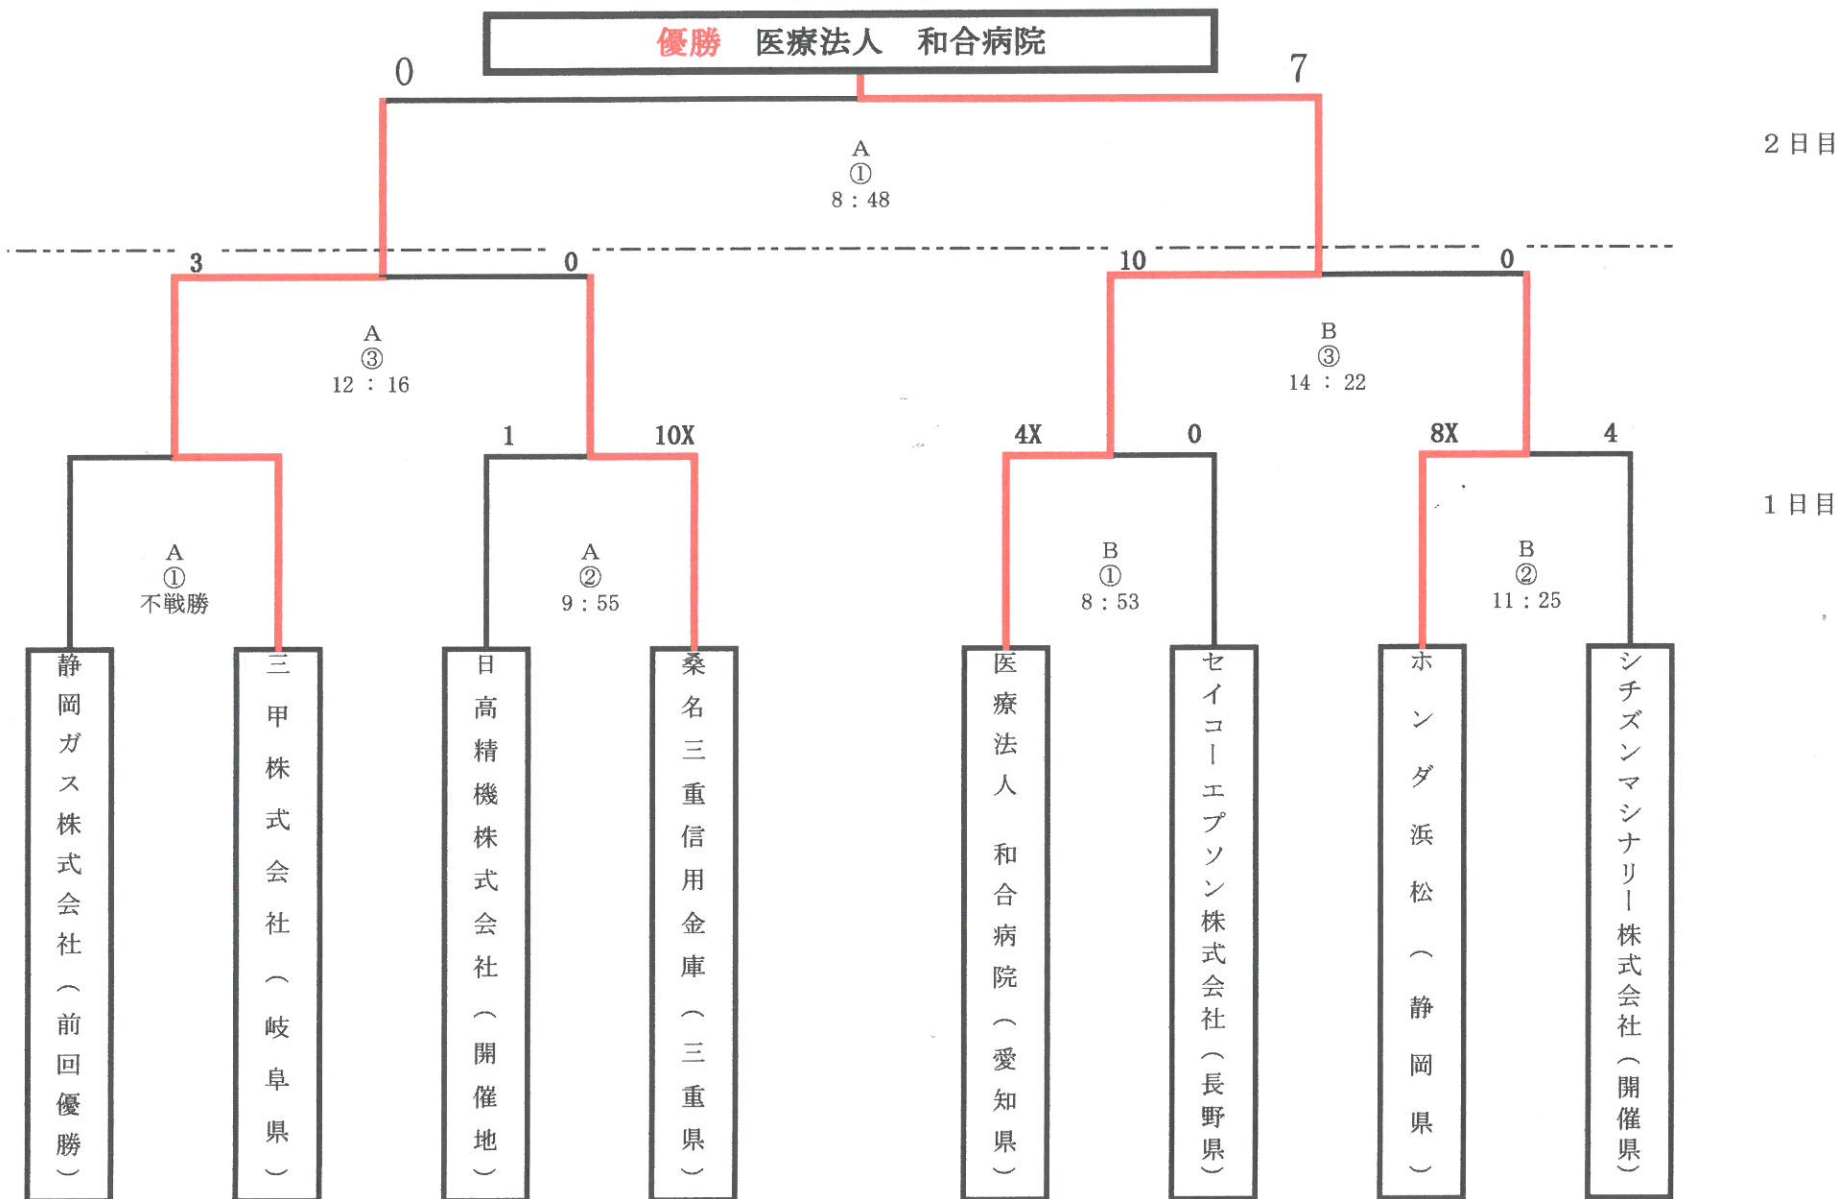 優勝　医療法人　和合病院
0
7
2日目
A
①
8：48
3
0
10
0
A
③
12：16
B
③
14：22
1
10X
4X
0
8X
4
1日目
A
①
不戦勝
A
②
9：55
B
①
8：53
B
②
11：25
静岡ガス株式会社（前回優勝）
三甲株式会社（岐阜県）
日高精機株式会社（開催地）
桑名三重信用金庫（三重県）
医療法人　和合病院（愛知県）
セイコーエプソン株式会社（長野県）
ホンダ浜松（静岡県）
シチズンマシナリー株式会社（開催県）